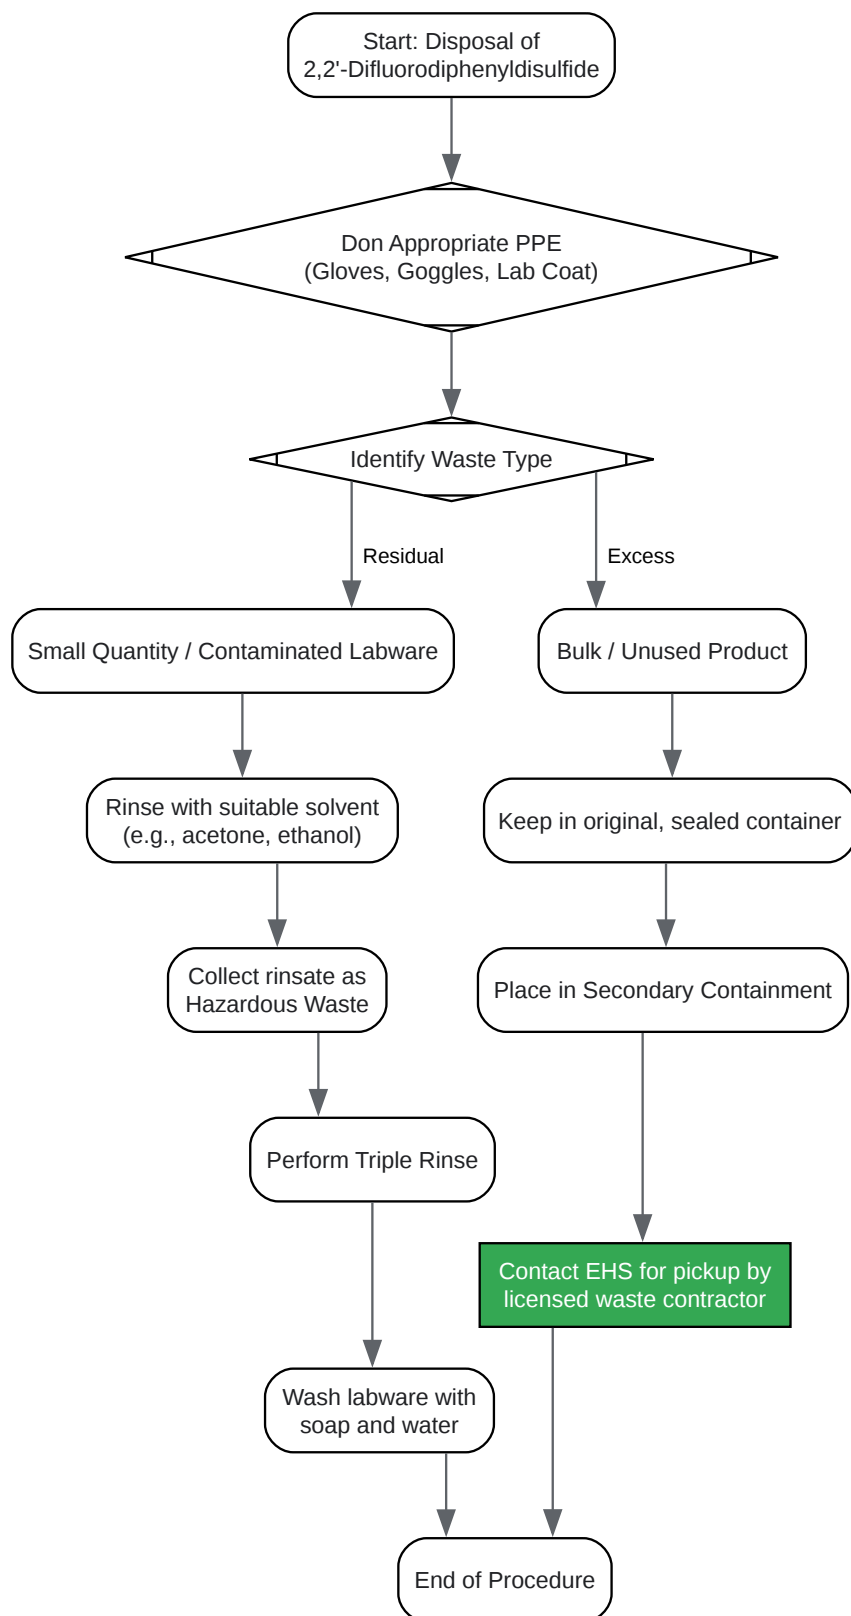 Start: Disposal of
2,2'-Difluorodiphenyldisulfide
Don Appropriate PPE
(Gloves, Goggles, Lab Coat)
Identify Waste Type
Residual
Excess
Small Quantity / Contaminated Labware
Bulk / Unused Product
Rinse with suitable solvent
(e.g., acetone, ethanol)
Keep in original, sealed container
Collect rinsate as
Hazardous Waste
Place in Secondary Containment
Perform Triple Rinse
Contact EHS for pickup by
licensed waste contractor
Wash labware with
soap and water
End of Procedure